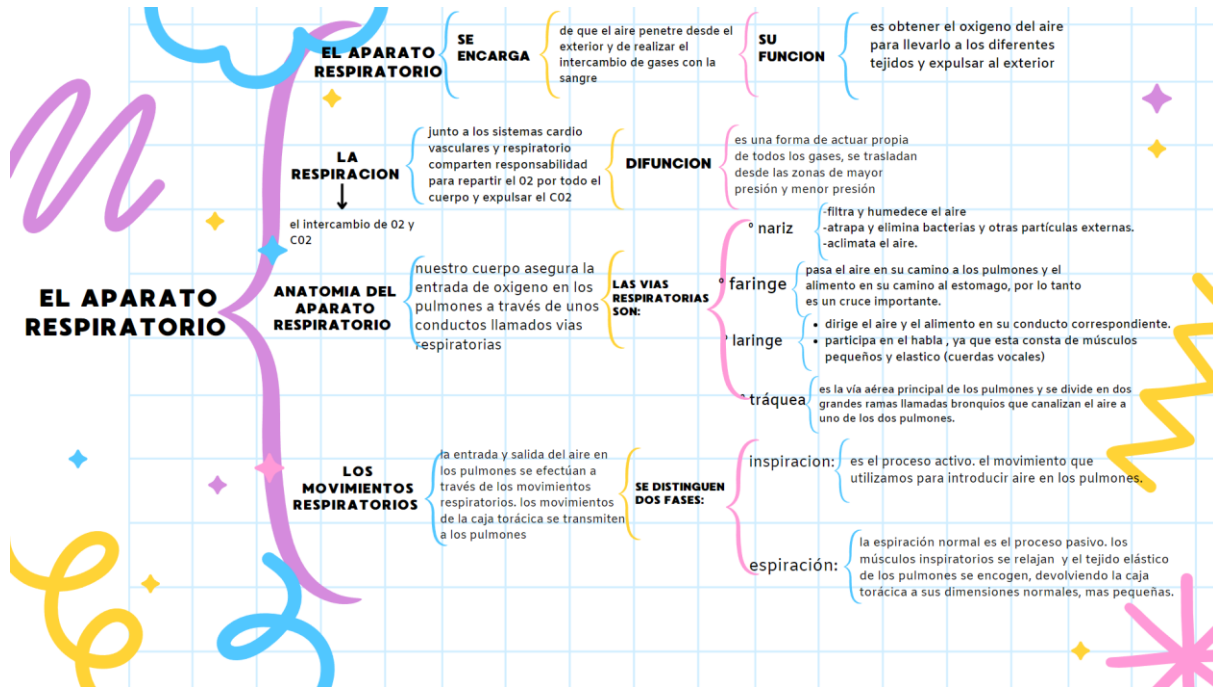 EL APARATO
RESPIRATORIO
EL APARATO
RESPIRATORIO
SE
ENCARGA
de que el aire penetre desde el
exterior y de realizar el
intercambio de gases con la
sangre
SU
FUNCION
es obtener el oxigeno del aire
para llevarlo a los diferentes
tejidos y expulsar al exterior
LA
RESPIRACION
el intercambio de 02 y
C02
junto a los sistemas cardio
vasculares y respiratorio
comparten responsabilidad
para repartir el 02 por todo el
cuerpo y expulsar el C02
DIFUNCION
es una forma de actuar propia
de todos los gases, se trasladan
desde las zonas de mayor
presión y menor presión
ANATOMIA DEL
APARATO
RESPIRATORIO
nuestro cuerpo asegura la
entrada de oxigeno en los
pulmones a través de unos
conductos llamados vias
respiratorias
LAS VIAS
RESPIRATORIAS
SON:
° nariz
-filtra y humedece el aire
-atrapa y elimina bacterias y otras partículas externas.
-aclimata el aire.
° faringe
pasa el aire en su camino a los pulmones y el
alimento en su camino al estomago, por lo tanto
es un cruce importante.
° laringe
• dirige el aire y el alimento en su conducto correspondiente.
• participa en el habla , ya que esta consta de músculos
pequeños y elastico (cuerdas vocales)
° tráquea
es la vía aérea principal de los pulmones y se divide en dos
grandes ramas llamadas bronquios que canalizan el aire a
uno de los dos pulmones.
LOS
MOVIMIENTOS
RESPIRATORIOS
la entrada y salida del aire en
los pulmones se efectúan a
través de los movimientos
respiratorios. los movimientos
de la caja torácica se transmiten
a los pulmones
SE DISTINGUEN
DOS FASES:
inspiracion:
es el proceso activo. el movimiento que
utilizamos para introducir aire en los pulmones.
espiración:
la espiración normal es el proceso pasivo. los
músculos inspiratorios se relajan y el tejido elástico
de los pulmones se encogen, devolviendo la caja
torácica a sus dimensiones normales, mas pequeñas.